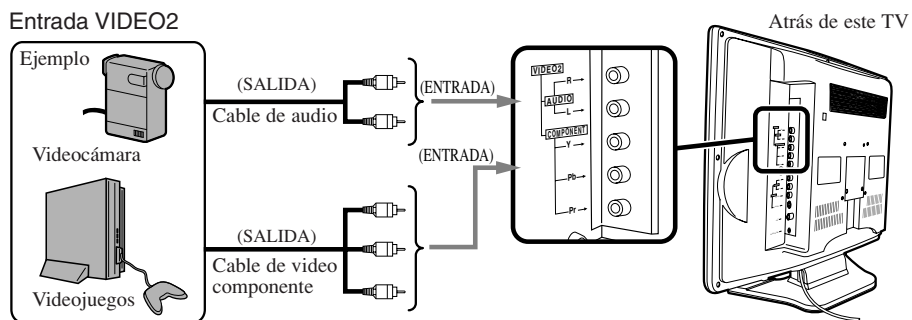 Entrada VIDEO2
Ejemplo
Videocámara
Videojuegos
(SALIDA)
Cable de audio
(SALIDA)
Cable de video
componente
(ENTRADA)
(ENTRADA)
VIDEO2
R
AUDIO
L
COMPONENT
Y
Pb
Pr
Atrás de este TV